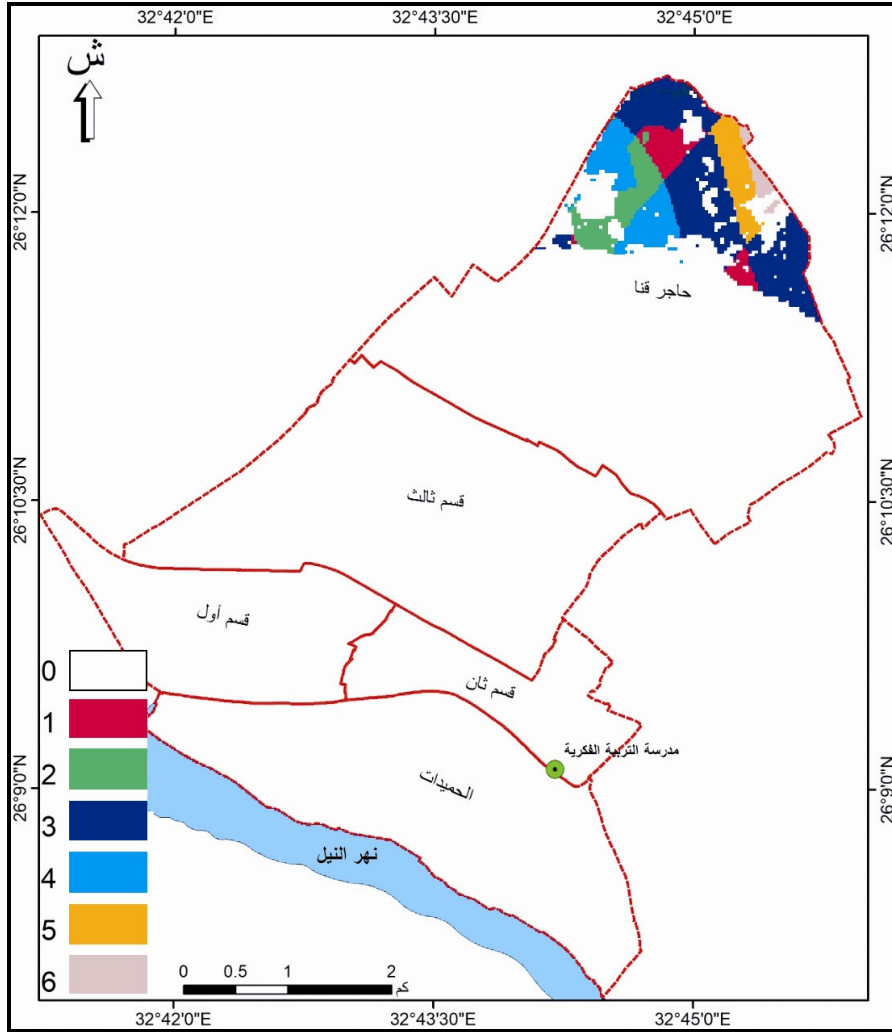 32°42'0"E
32°43'30"E
32°45'0"E
ش
26°12'0"N
26°12'0"N
حاجر قنا
26°10'30"N
26°10'30"N
قسم ثالث
قسم أول
قسم ثان
مدرسة التربية الفكرية
الحميدات
26°9'0"N
26°9'0"N
نهر النيل
0
1
2
3
4
5
6
0 0.5 1 2
كم
32°42'0"E
32°43'30"E
32°45'0"E